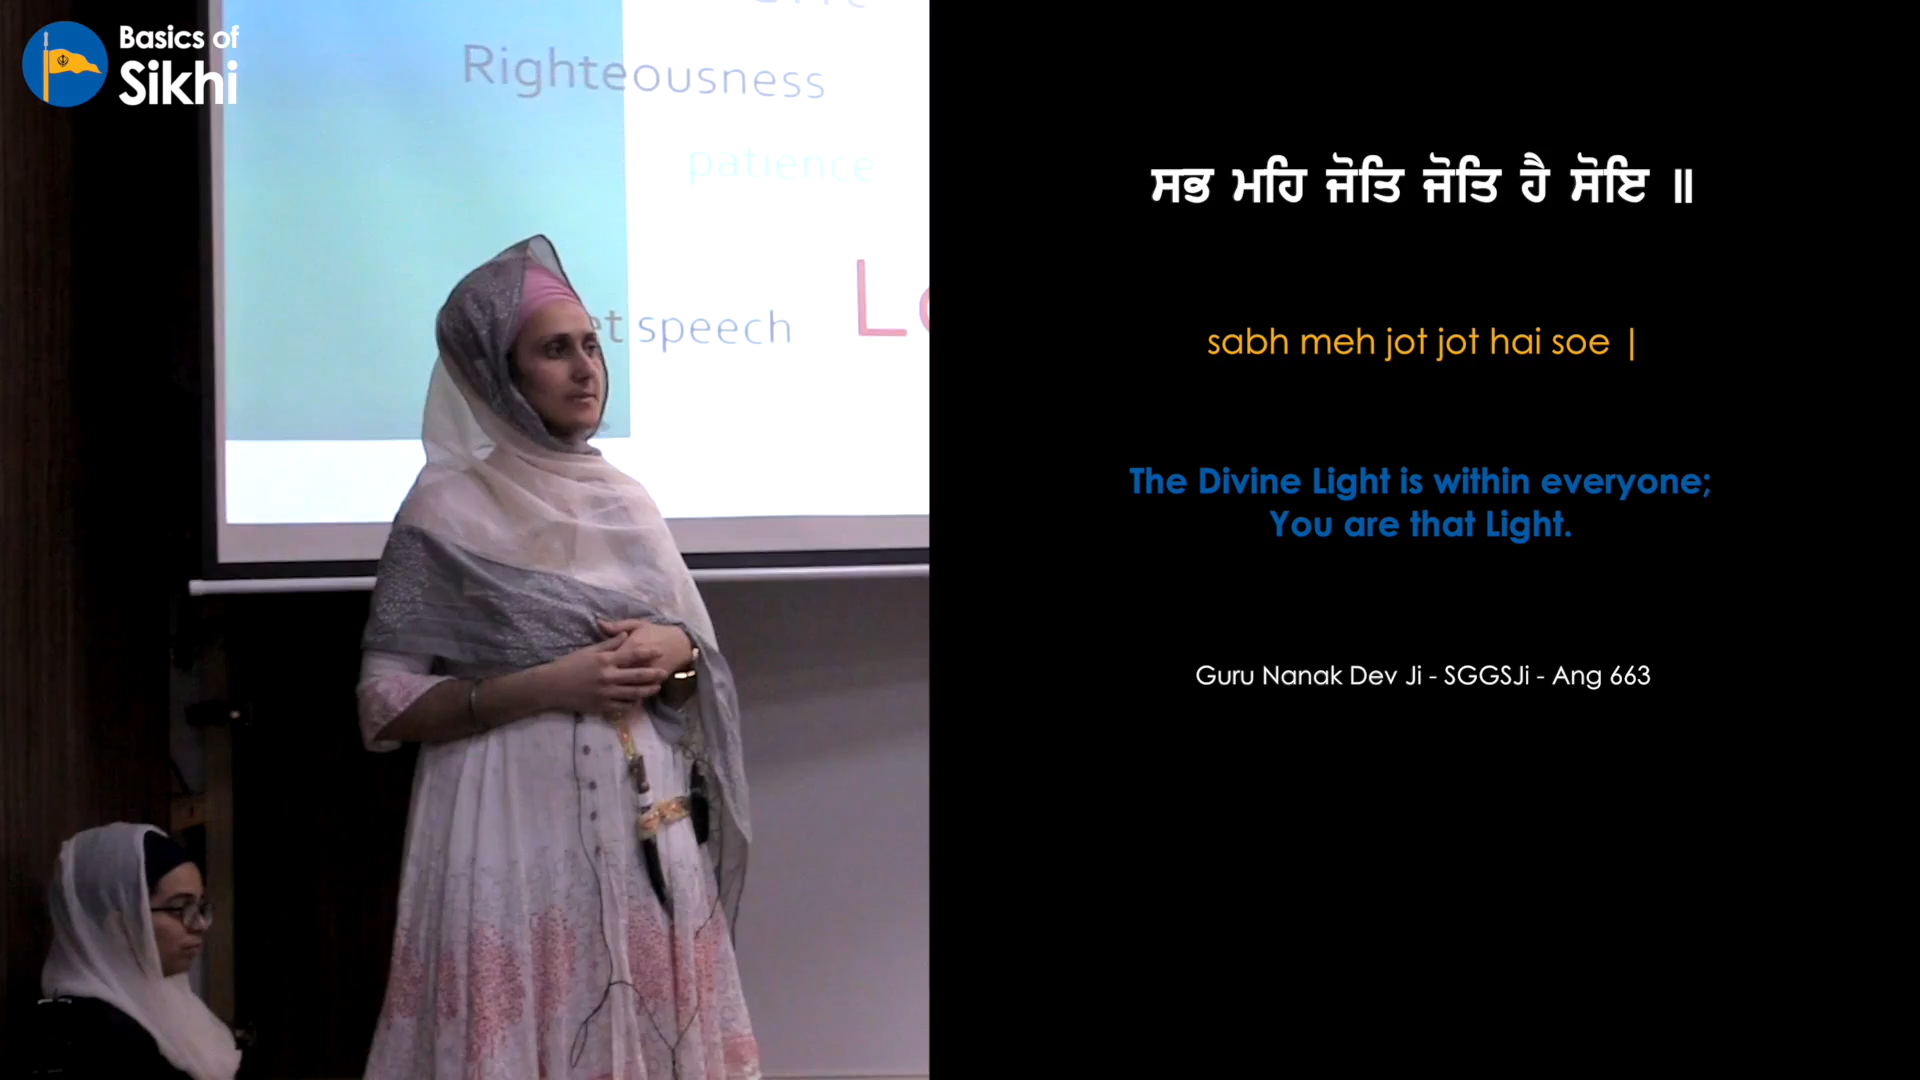 Basics of
Sikhi
Righteousness
patience
speech
ਸਭ ਮਹਿ ਜੋਤਿ ਜੋਤਿ ਹੈ ਸੋਇ ॥
sabh meh jot jot hai soe |
The Divine Light is within everyone;
You are that Light.
Guru Nanak Dev Ji - SGGSJi - Ang 663